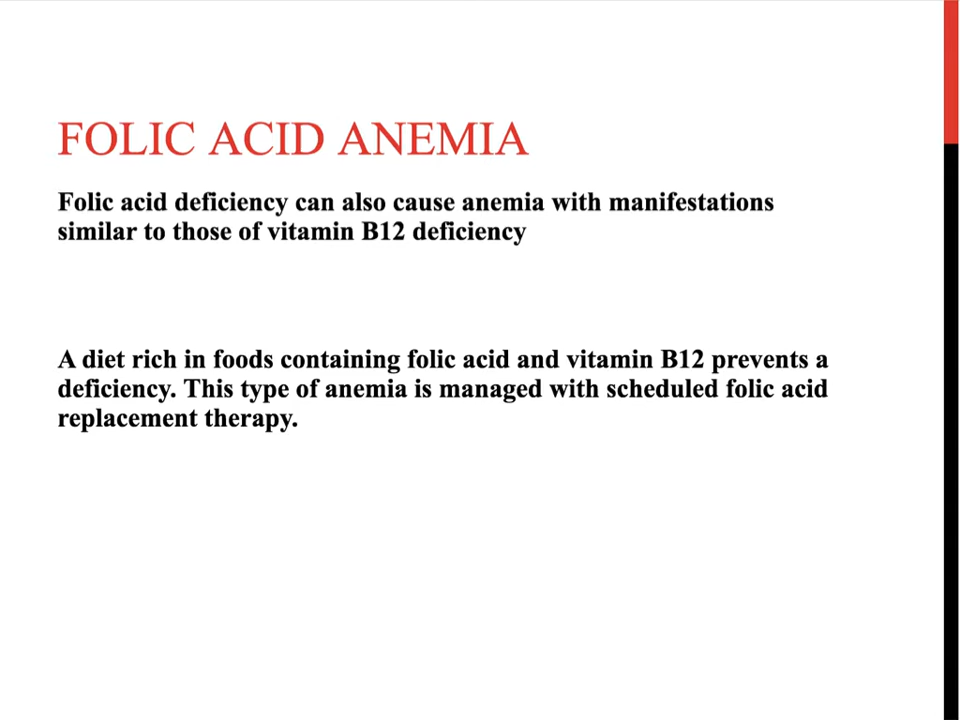 FOLIC ACID ANEMIA
Folic acid deficiency can also cause anemia with manifestations
similar to those of vitamin B12 deficiency
A diet rich in foods containing folic acid and vitamin B12 prevents a
deficiency. This type of anemia is managed with scheduled folic acid
replacement therapy.